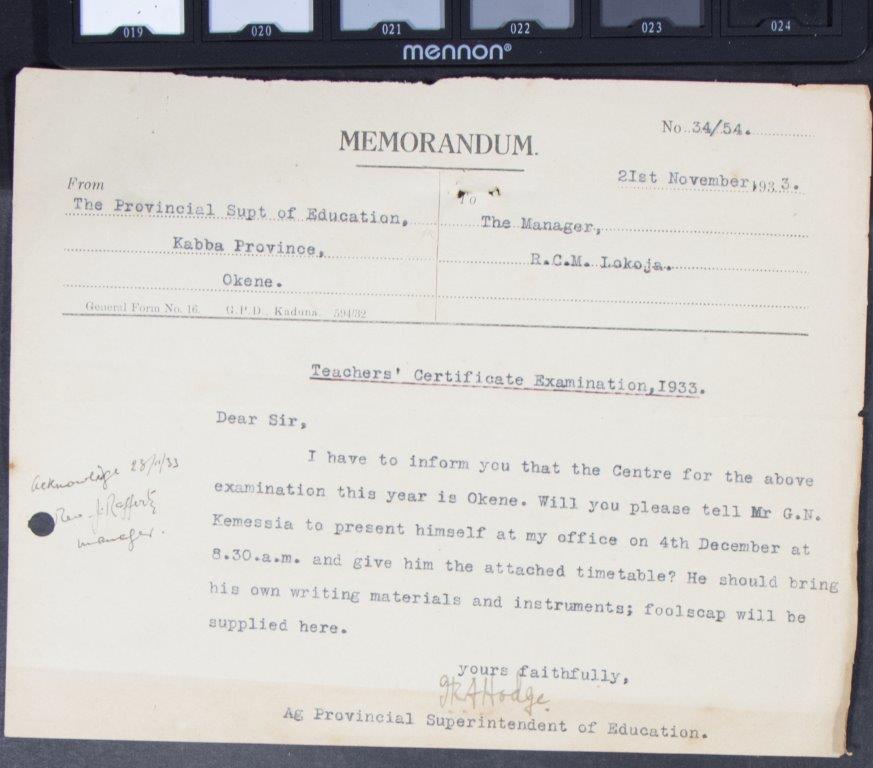 019 020 021 022 023 024
mennon®
No 34/54.
MEMORANDUM.
21st November, 1933.
From
The Provincial Supt of Education,
Kabba Province,
Okene.
To
The Manager,
R.C.M. Lokoja.
General Form No. 16. G.P.D., Kaduna. 594/32
Teachers' Certificate Examination,1933.
Dear Sir,
I have to inform you that the Centre for the above
examination this year is Okene. Will you please tell Mr G.N.
Kemessia to present himself at my office on 4th December at
8.30.a.m. and give him the attached timetable? He should bring
his own writing materials and instruments; foolscap will be
supplied here.
acknowledge 28/11/33
Rev. J. Rafferty
manager.
yours faithfully,
Hodge.
Ag Provincial Superintendent of Education.